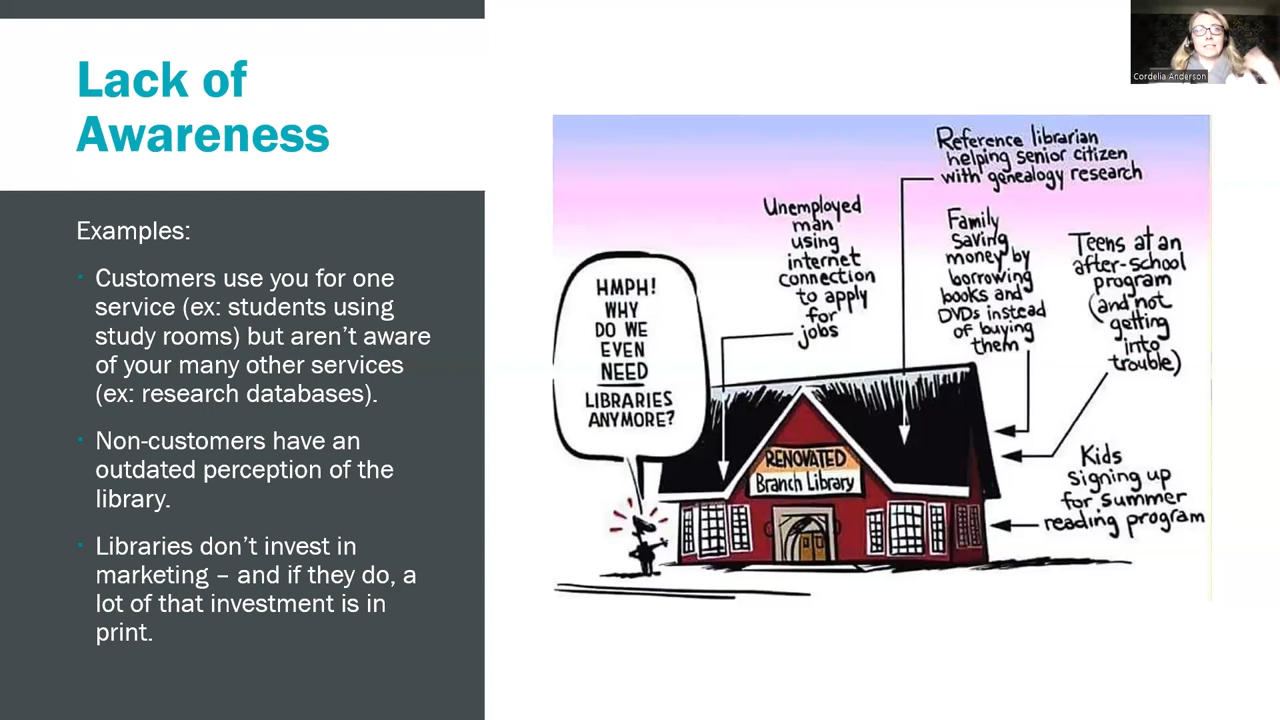 Lack of
Awareness
Examples:
Customers use you for one
service (ex: students using
study rooms) but aren’t aware
of your many other services
(ex: research databases).
Non-customers have an
outdated perception of the
library.
Libraries don’t invest in
marketing – and if they do, a
lot of that investment is in
print.
HMPH!
WHY
DO WE
EVEN
NEED
LIBRARIES
ANYMORE?
Unemployed
man
using
internet
connection
to apply
for
jobs
Reference librarian
helping senior citizen
with genealogy research
Family
saving
money by
borrowing
books and
DVDs instead
of buying
them
Teens at an
after-school
program
(and not
getting
into
trouble)
Kids
signing up
for summer
reading program
RENOVATED
Branch Library
Cordelia Anderson